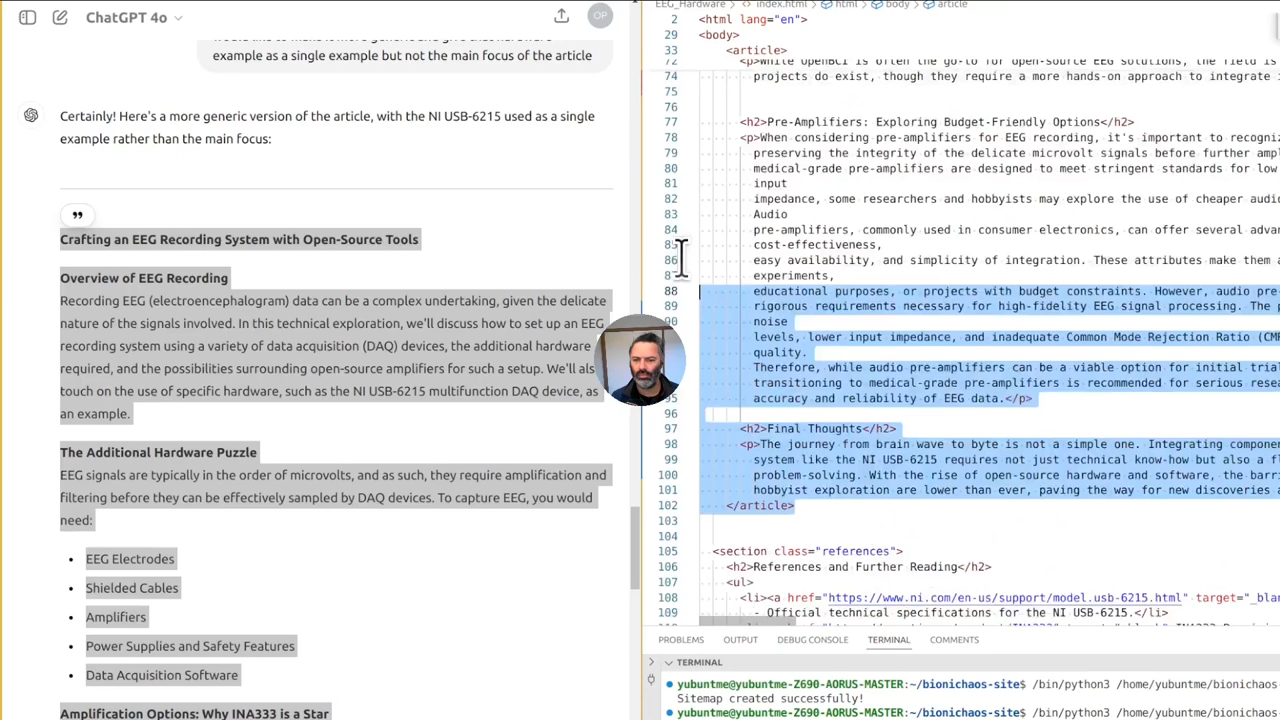 ChatGPT 4o
OP
example as a single example but not the main focus of the article
Certainly! Here's a more generic version of the article, with the NI USB-6215 used as a single
example rather than the main focus:
Crafting an EEG Recording System with Open-Source Tools
Overview of EEG Recording
Recording EEG (electroencephalogram) data can be a complex undertaking, given the delicate
nature of the signals involved. In this technical exploration, we'll discuss how to set up an EEG
recording system using a variety of data acquisition (DAQ) devices, the additional hardware
required, and the possibilities surrounding open-source amplifiers for such a setup. We'll also
touch on the use of specific hardware, such as the NI USB-6215 multifunction DAQ device, as
an example.
The Additional Hardware Puzzle
EEG signals are typically in the order of microvolts, and as such, they require amplification and
filtering before they can be effectively sampled by DAQ devices. To capture EEG, you would
need:
• EEG Electrodes
• Shielded Cables
• Amplifiers
• Power Supplies and Safety Features
• Data Acquisition Software
Amplification Options: Why INA333 is a Star
EEG_Hardware > <> index.html > html > body > article
2 <html lang="en">
29 <body>
33 <article>
72 <p>While OpenBCI is often the go-to for open-source EEG solutions, the field is
74 projects do exist, though they require a more hands-on approach to integrate i
75
76
77 <h2>Pre-Amplifiers: Exploring Budget-Friendly Options</h2>
78 <p>When considering pre-amplifiers for EEG recording, it's important to recogni
79 preserving the integrity of the delicate microvolt signals before further ampl
80 medical-grade pre-amplifiers are designed to meet stringent standards for low
81 input
82 impedance, some researchers and hobbyists may explore the use of cheaper audio
83 Audio
84 pre-amplifiers, commonly used in consumer electronics, can offer several advan
85 cost-effectiveness,
86 easy availability, and simplicity of integration. These attributes make them a
87 experiments,
88 educational purposes, or projects with budget constraints. However, audio pre-
89 rigorous requirements necessary for high-fidelity EEG signal processing. The p
90 noise
levels, lower input impedance, and inadequate Common Mode Rejection Ratio (CMR
quality.
Therefore, while audio pre-amplifiers can be a viable option for initial trial
transitioning to medical-grade pre-amplifiers is recommended for serious resea
95 accuracy and reliability of EEG data.</p>
96
97 <h2>Final Thoughts</h2>
98 <p>The journey from brain wave to byte is not a simple one. Integrating componen
99 system like the NI USB-6215 requires not just technical know-how but also a fl
100 problem-solving. With the rise of open-source hardware and software, the barri
101 hobbyist exploration are lower than ever, paving the way for new discoveries a
102 </article>
103
104
105 <section class="references">
106 <h2>References and Further Reading</h2>
107 <ul>
108 <li><a href="https://www.ni.com/en-us/support/model.usb-6215.html" target="_blan
109 - Official technical specifications for the NI USB-6215.</li>
PROBLEMS OUTPUT DEBUG CONSOLE TERMINAL COMMENTS
TERMINAL
yubuntme@yubuntme-Z690-AORUS-MASTER:~/bionichaos-site$ /bin/python3 /home/yubuntme/bionichaos
Sitemap created successfully!
yubuntme@yubuntme-Z690-AORUS-MASTER:~/bionichaos-site$ /bin/python3 /home/yubuntme/bionichaos